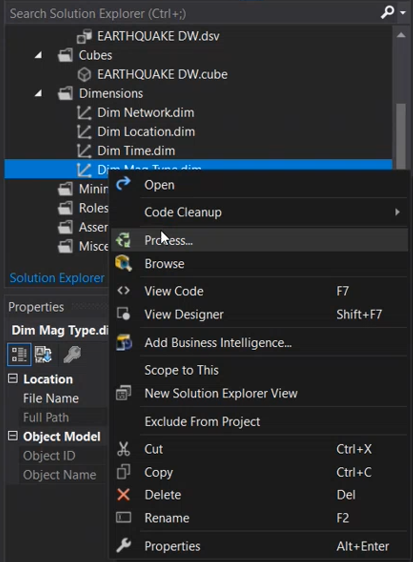 Search Solution Explorer (Ctrl+;)
EARTHQUAKE DW.dsv
Cubes
EARTHQUAKE DW.cube
Dimensions
Dim Network.dim
Dim Location.dim
Dim Time.dim
Dim Mag Type.dim
Open
Code Cleanup
Process...
Browse
View Code F7
View Designer Shift+F7
Add Business Intelligence...
Scope to This
New Solution Explorer View
Exclude From Project
Cut Ctrl+X
Copy Ctrl+C
Delete Del
Rename F2
Properties Alt+Enter
Roles
Solution Explorer
Properties
Dim Mag Type.di
Location
File Name
Full Path
Object Model
Object ID
Object Name